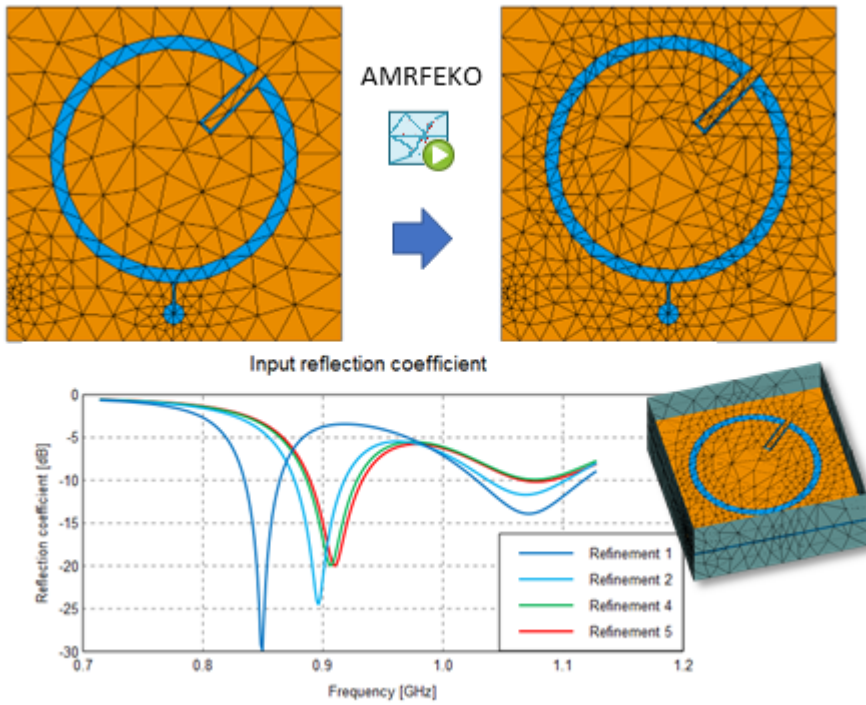 AMRFEKO
Input reflection coefficient
0
-5
-10
-15
-20
-25
-30
Reflection coefficient [dB]
Refinement 1
Refinement 2
Refinement 4
Refinement 5
0.7
0.8
0.9
1.0
1.1
1.2
Frequency [GHz]